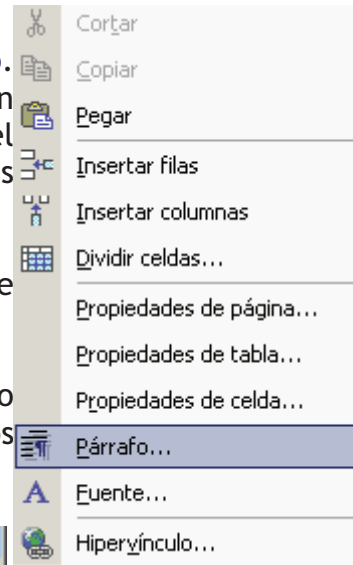 Cortar
Copiar
Pegar
Insertar filas
Insertar columnas
Dividir celdas...
Propiedades de página...
Propiedades de tabla...
Propiedades de celda...
Párrafo...
Fuente...
Hipervínculo...